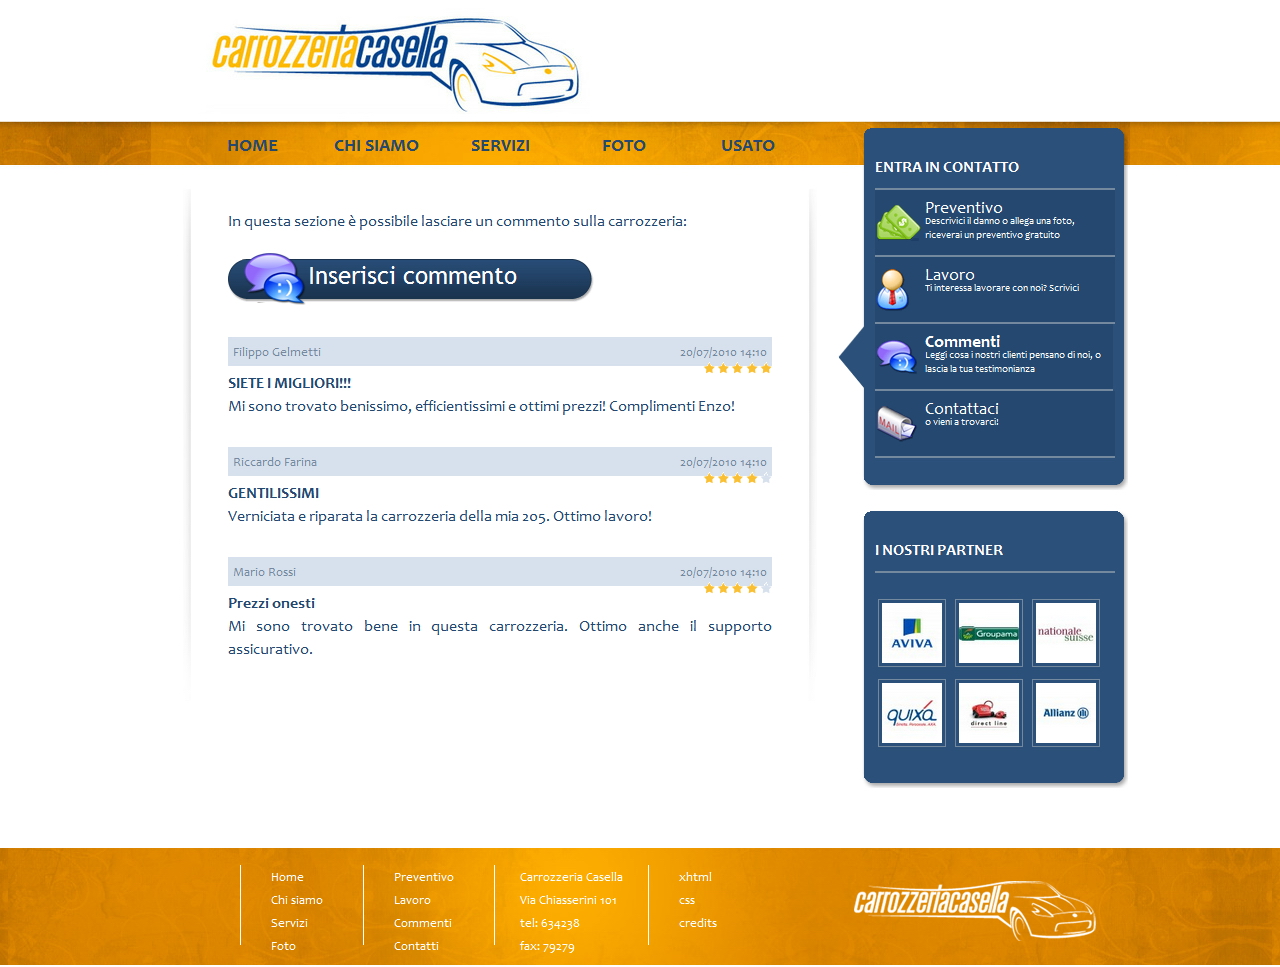 carrozzeriacasella
HOME CHI SIAMO SERVIZI FOTO USATO
In questa sezione è possibile lasciare un commento sulla carrozzeria:
Inserisci commento
Filippo Gelmetti 20/07/2010 14:10
SIETE I MIGLIORI!!!
Mi sono trovato benissimo, efficientissimi e ottimi prezzi! Complimenti Enzo!
Riccardo Farina 20/07/2010 14:10
GENTILISSIMI
Verniciata e riparata la carrozzeria della mia 205. Ottimo lavoro!
Mario Rossi 20/07/2010 14:10
Prezzi onesti
Mi sono trovato bene in questa carrozzeria. Ottimo anche il supporto
assicurativo.
ENTRA IN CONTATTO
Preventivo
Descrivici il danno o allega una foto,
riceverai un preventivo gratuito
Lavoro
Ti interessa lavorare con noi? Scrivici
Commenti
Leggi cosa i nostri clienti pensano di noi, o
lascia la tua testimonianza
MAIL
Contattaci
o vieni a trovarci!
I NOSTRI PARTNER
AVIVA
Groupama
nationale
suisse
quixa
direct line
Allianz
Home
Chi siamo
Servizi
Foto
Preventivo
Lavoro
Commenti
Contatti
Carrozzeria Casella
Via Chiasserini 101
tel: 634238
fax: 79279
xhtml
css
credits
carrozzeriacasella